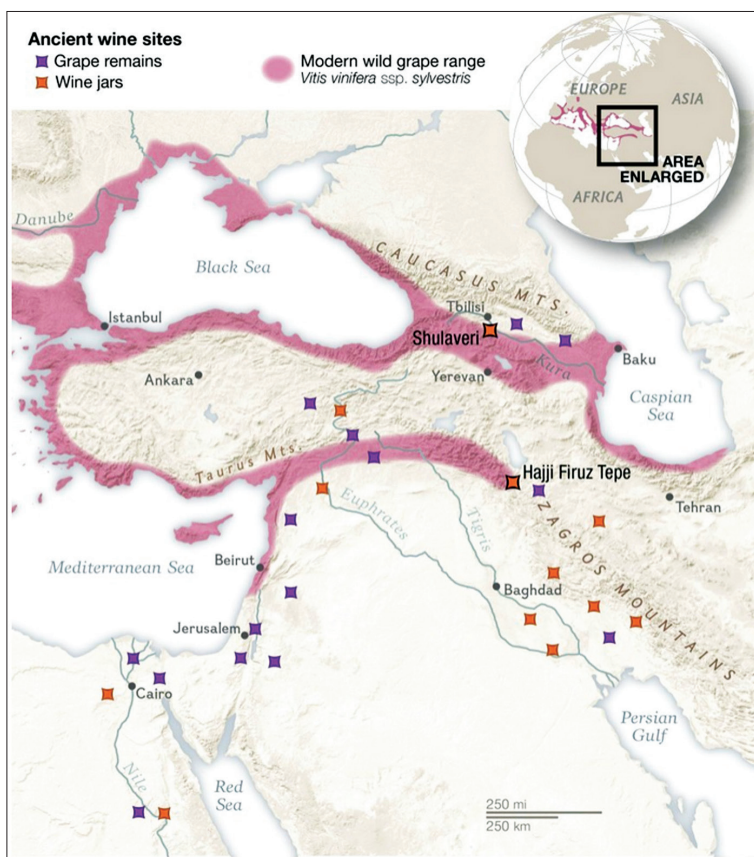 Ancient wine sites
Grape remains
Wine jars
Modern wild grape range
Vitis vinifera ssp. sylvestris
EUROPE
ASIA
AREA
ENLARGED
AFRICA
Danube
Black Sea
CAUCASUS MTS.
Tbilisi
Istanbul
Shulaveri
Kura
Baku
Ankara
Yerevan
Caspian
Sea
Taurus Mts.
Hajji Firuz Tepe
Tehran
Euphrates
Tigris
ZAGROS MOUNTAINS
Mediterranean Sea
Beirut
Baghdad
Jerusalem
Cairo
Persian
Gulf
Nile
Red
Sea
250 mi
250 km